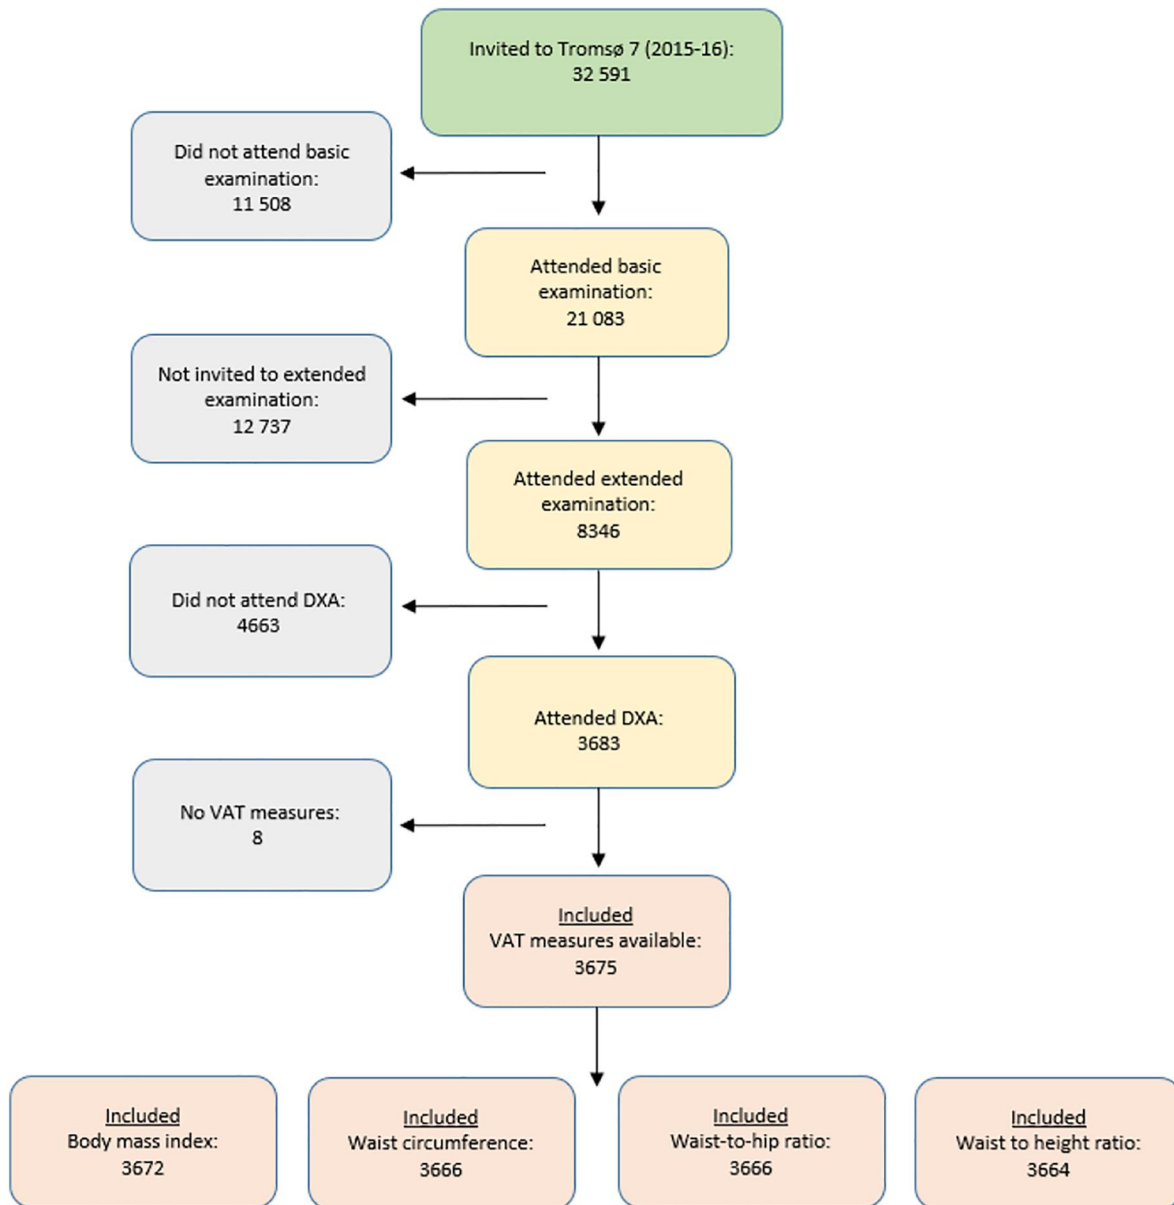 Invited to Tromsø 7 (2015-16):
32 591
Did not attend basic
examination:
11 508
Attended basic
examination:
21 083
Not invited to extended
examination:
12 737
Attended extended
examination:
8346
Did not attend DXA:
4663
Attended DXA:
3683
No VAT measures:
8
Included
VAT measures available:
3675
Included
Body mass index:
3672
Included
Waist circumference:
3666
Included
Waist-to-hip ratio:
3666
Included
Waist to height ratio:
3664